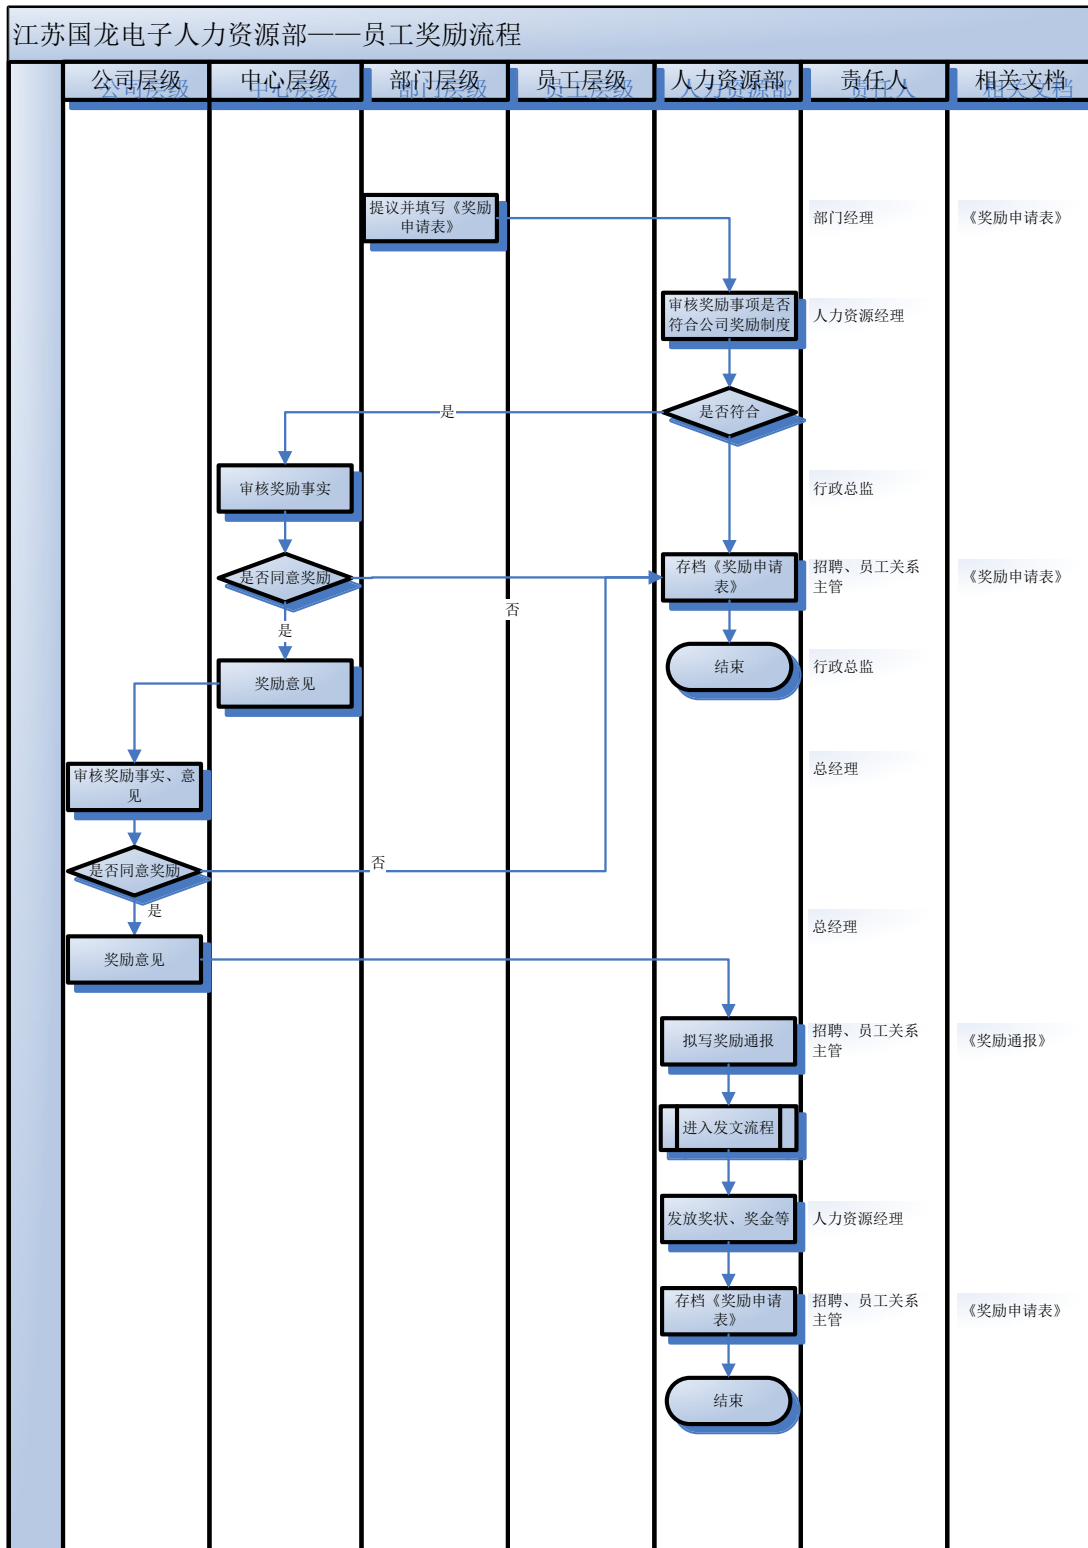 江苏国龙电子人力资源部——员工奖励流程
公司层级
中心层级
部门层级
员工层级
人力资源部
责任人
相关文档
提议并填写《奖励
申请表》
部门经理
《奖励申请表》
审核奖励事项是否
符合公司奖励制度
人力资源经理
是否符合
是
审核奖励事实
行政总监
是否同意奖励
存档《奖励申请
表》
招聘、员工关系
主管
《奖励申请表》
否
是
奖励意见
结束
行政总监
审核奖励事实、意
见
总经理
是否同意奖励
否
是
总经理
奖励意见
拟写奖励通报
招聘、员工关系
主管
《奖励通报》
进入发文流程
发放奖状、奖金等
人力资源经理
存档《奖励申请
表》
招聘、员工关系
主管
《奖励申请表》
结束